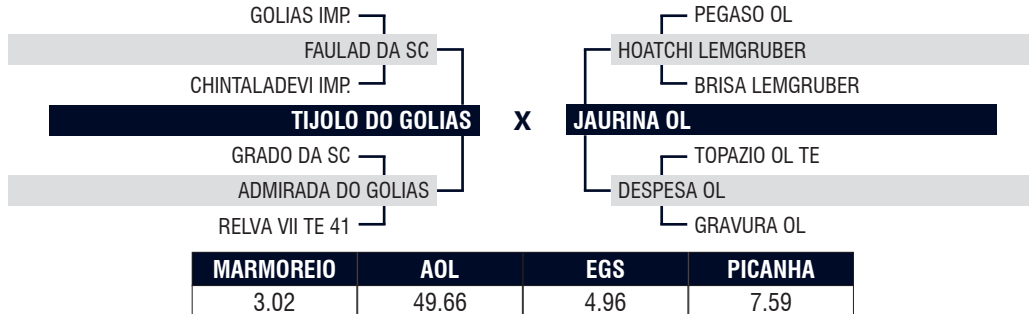 GOLIAS IMP. PEGASO OL
FAULAD DA SC HOATCHI LEMGRUBER
CHINTALADEVI IMP. BRISA LEMGRUBER
TIJOLO DO GOLIAS X JAURINA OL
GRADO DA SC TOPAZIO OL TE
ADMIRADA DO GOLIAS DESPESA OL
RELVA VII TE 41 GRAVURA OL
MARMOREIO AOL EGS PICANHA
3.02 49.66 4.96 7.59